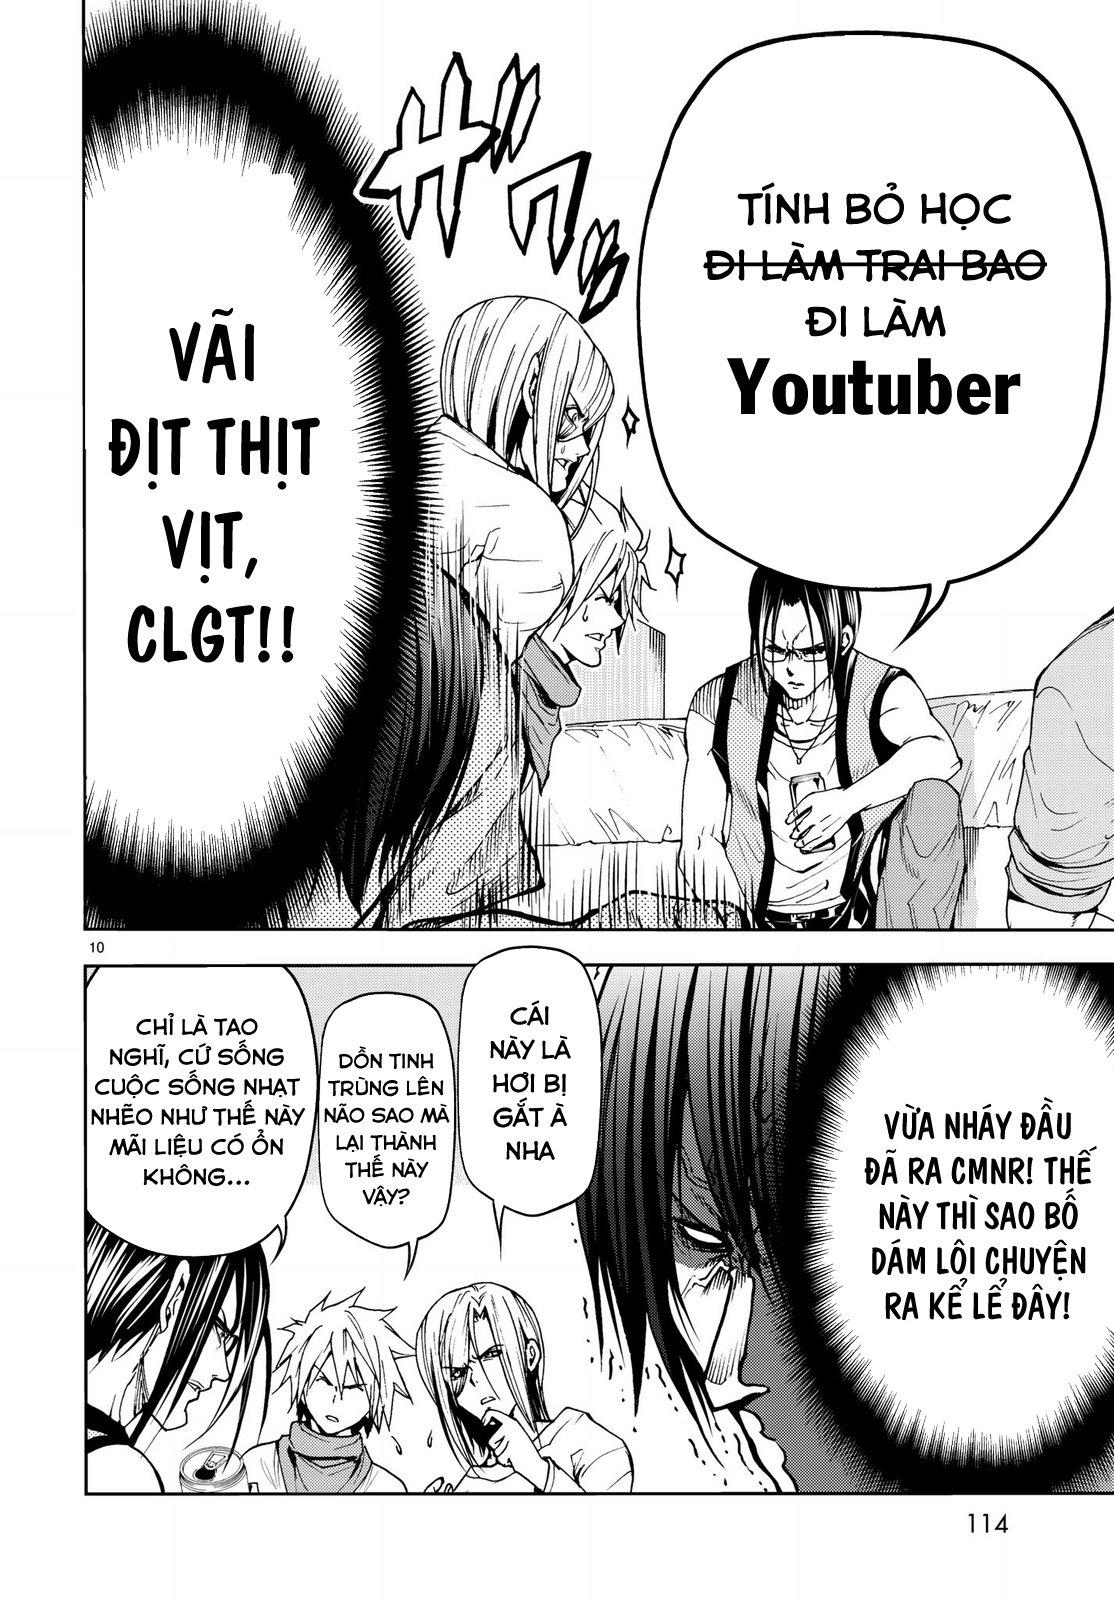 TÍNH BỎ HỌC
ĐI LÀM TRAI BAO
ĐI LÀM
Youtuber
ザワ
VÃI
ĐỊT THỊT
VỊT,
CLGT!!
10
VỪA NHÁY ĐẦU
ĐÃ RA CMNR! THẾ
NÀY THÌ SAO BỐ
DÁM LÔI CHUYỆN
RA KỂ LỂ ĐÂY!
CÁI
NÀY LÀ
HƠI BỊ
GẮT À
NHA
DỒN TINH
TRÙNG LÊN
NÃO SAO MÀ
LẠI THÀNH
THẾ NÀY
VẬY?
CHỈ LÀ TAO
NGHĨ, CỨ SỐNG
CUỘC SỐNG NHẠT
NHẼO NHƯ THẾ NÀY
MÃI LIỆU CÓ ỔN
KHÔNG...
114